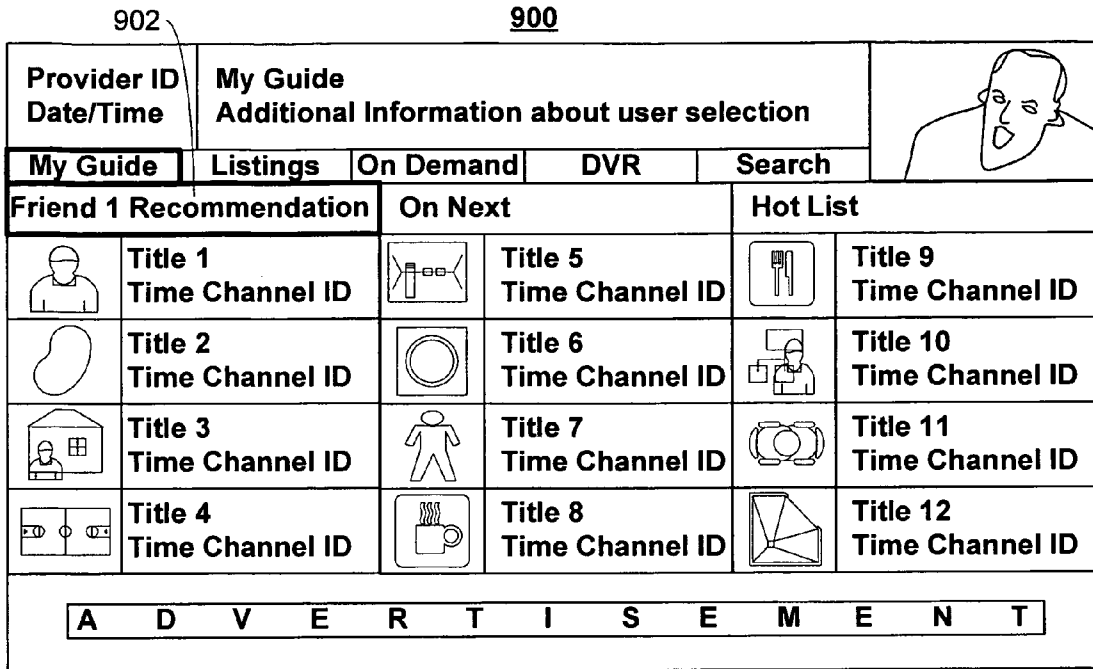 902
900
Provider ID
Date/Time
My Guide
Additional Information about user selection
My Guide
Listings
On Demand
DVR
Search
Friend 1 Recommendation
On Next
Hot List
Title 1
Time Channel ID
Title 5
Time Channel ID
Title 9
Time Channel ID
Title 2
Time Channel ID
Title 6
Time Channel ID
Title 10
Time Channel ID
Title 3
Time Channel ID
Title 7
Time Channel ID
Title 11
Time Channel ID
Title 4
Time Channel ID
Title 8
Time Channel ID
Title 12
Time Channel ID
A D V E R T I S E M E N T